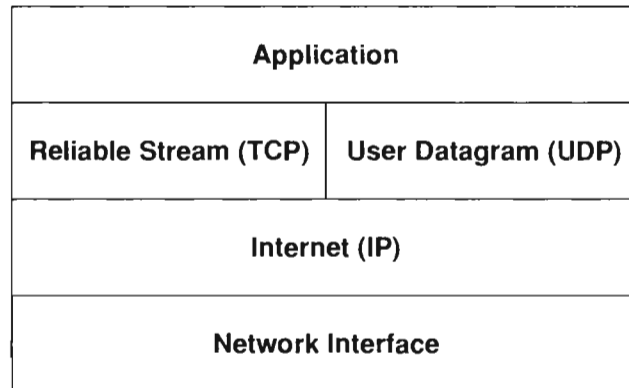 Application
Reliable Stream (TCP)
User Datagram (UDP)
Internet (IP)
Network Interface